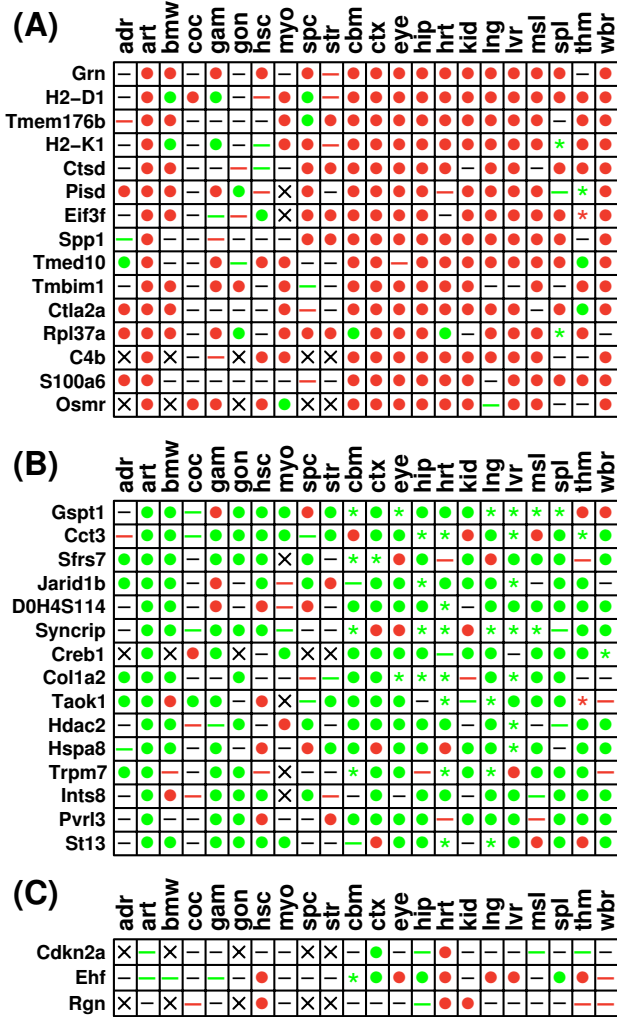 (A)
adr art bmw coc gam gon hsc myo spc str cbm ctx eye hip hrt kid lng lvr msl spl thm wbr
Grn
H2−D1
Tmem176b
H2−K1
Ctsd
Pisd
Eif3f
Spp1
Tmed10
Tmbim1
Ctla2a
Rpl37a
C4b
S100a6
Osmr
(B)
adr art bmw coc gam gon hsc myo spc str cbm ctx eye hip hrt kid lng lvr msl spl thm wbr
Gspt1
Cct3
Sfrs7
Jarid1b
D0H4S114
Syncrip
Creb1
Col1a2
Taok1
Hdac2
Hspa8
Trpm7
Ints8
Pvrl3
St13
(C)
adr art bmw coc gam gon hsc myo spc str cbm ctx eye hip hrt kid lng lvr msl spl thm wbr
Cdkn2a
Ehf
Rgn